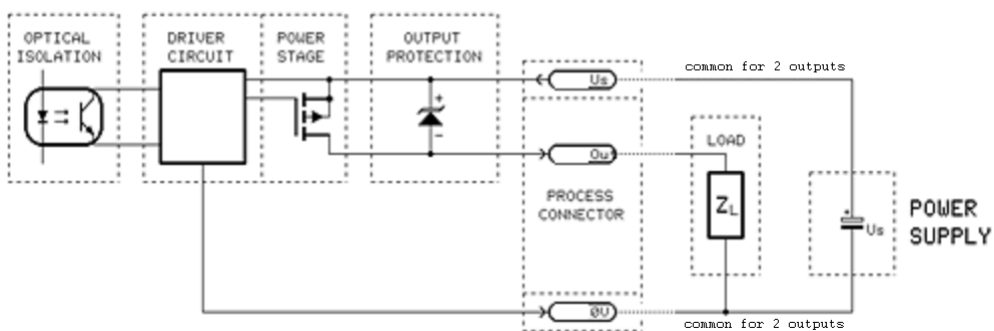 OPTICAL
ISOLATION
DRIVER
CIRCUIT
POWER
STAGE
OUTPUT
PROTECTION
Us
common for 2 outputs
+
-
Out
LOAD
ZL
PROCESS
CONNECTOR
+
Us
POWER
SUPPLY
0V
common for 2 outputs